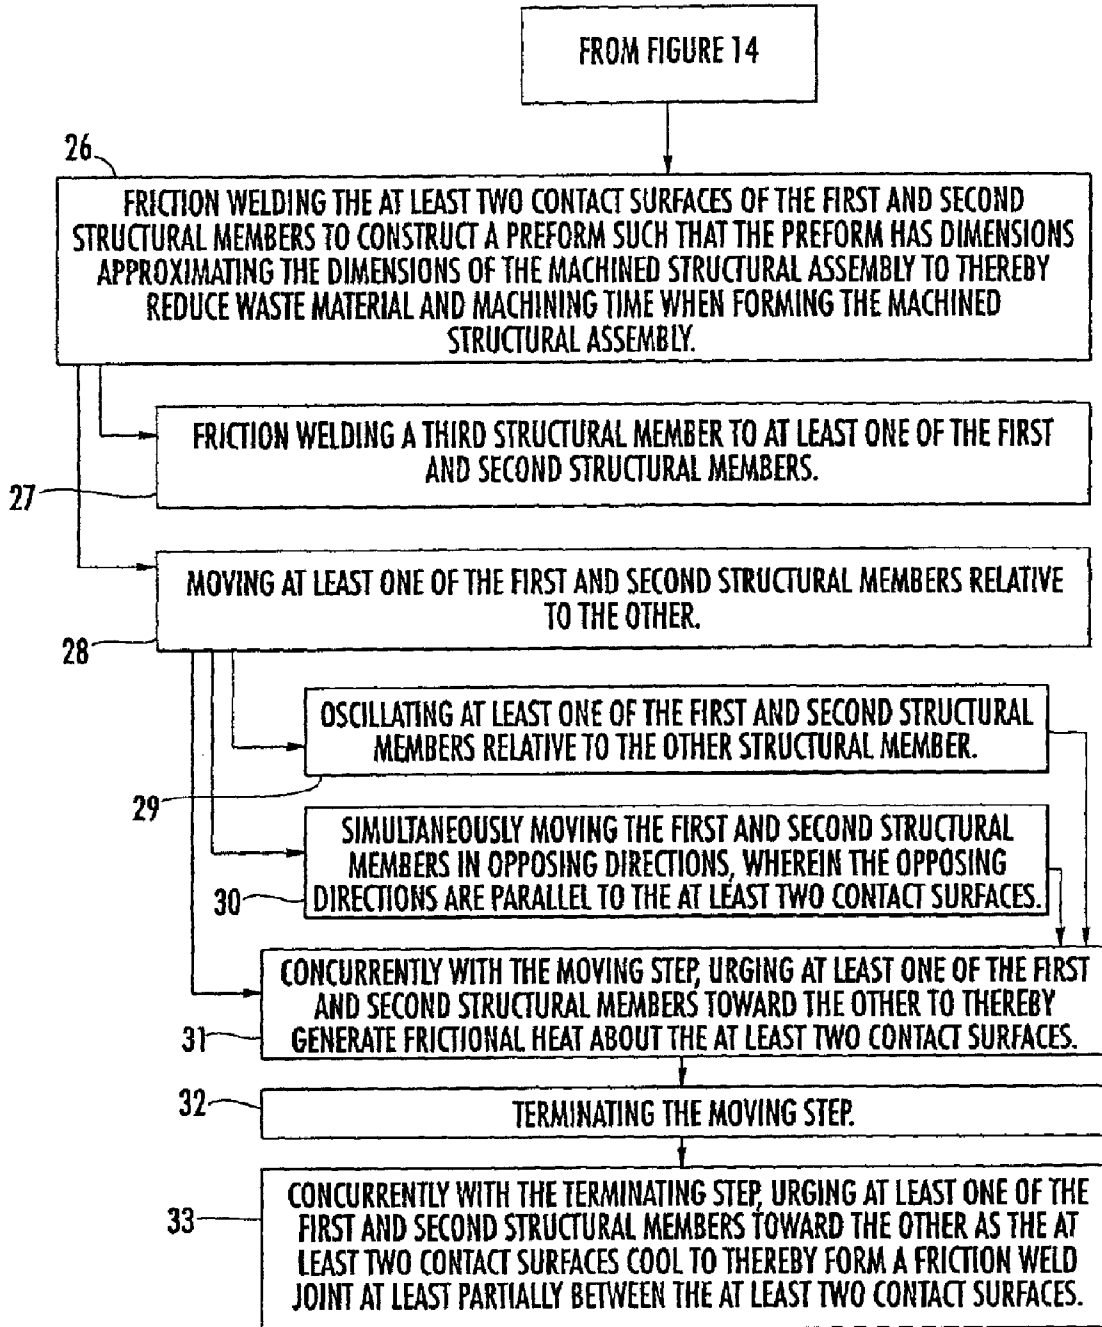 FROM FIGURE 14
26
FRICTION WELDING THE AT LEAST TWO CONTACT SURFACES OF THE FIRST AND SECOND
STRUCTURAL MEMBERS TO CONSTRUCT A PREFORM SUCH THAT THE PREFORM HAS DIMENSIONS
APPROXIMATING THE DIMENSIONS OF THE MACHINED STRUCTURAL ASSEMBLY TO THEREBY
REDUCE WASTE MATERIAL AND MACHINING TIME WHEN FORMING THE MACHINED
STRUCTURAL ASSEMBLY.
FRICTION WELDING A THIRD STRUCTURAL MEMBER TO AT LEAST ONE OF THE FIRST
AND SECOND STRUCTURAL MEMBERS.
27
MOVING AT LEAST ONE OF THE FIRST AND SECOND STRUCTURAL MEMBERS RELATIVE
TO THE OTHER.
28
OSCILLATING AT LEAST ONE OF THE FIRST AND SECOND STRUCTURAL
MEMBERS RELATIVE TO THE OTHER STRUCTURAL MEMBER.
29
SIMULTANEOUSLY MOVING THE FIRST AND SECOND STRUCTURAL
MEMBERS IN OPPOSING DIRECTIONS, WHEREIN THE OPPOSING
DIRECTIONS ARE PARALLEL TO THE AT LEAST TWO CONTACT SURFACES.
30
CONCURRENTLY WITH THE MOVING STEP, URGING AT LEAST ONE OF THE FIRST
AND SECOND STRUCTURAL MEMBERS TOWARD THE OTHER TO THEREBY
GENERATE FRICTIONAL HEAT ABOUT THE AT LEAST TWO CONTACT SURFACES.
31
32
TERMINATING THE MOVING STEP.
33
CONCURRENTLY WITH THE TERMINATING STEP, URGING AT LEAST ONE OF THE
FIRST AND SECOND STRUCTURAL MEMBERS TOWARD THE OTHER AS THE AT
LEAST TWO CONTACT SURFACES COOL TO THEREBY FORM A FRICTION WELD
JOINT AT LEAST PARTIALLY BETWEEN THE AT LEAST TWO CONTACT SURFACES.